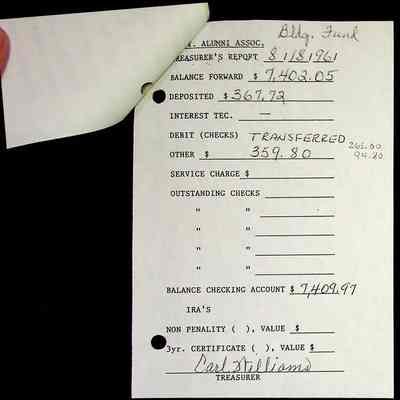 Bldg. Fund
. ALUMNI ASSOC.
TREASURER'S REPORT 8/1/8/1961
BALANCE FORWARD $ 7,402.05
DEPOSITED $ 367.72
INTEREST TEC. —
DEBIT (CHECKS) TRANSFERRED
OTHER $ 359.80 265.00
94.80
SERVICE CHARGE $
OUTSTANDING CHECKS
" "
" "
" "
" "
BALANCE CHECKING ACCOUNT $ 7,409.97
IRA'S
NON PENALITY ( ), VALUE $
3yr. CERTIFICATE ( ), VALUE $
Carl Williams
TREASURER